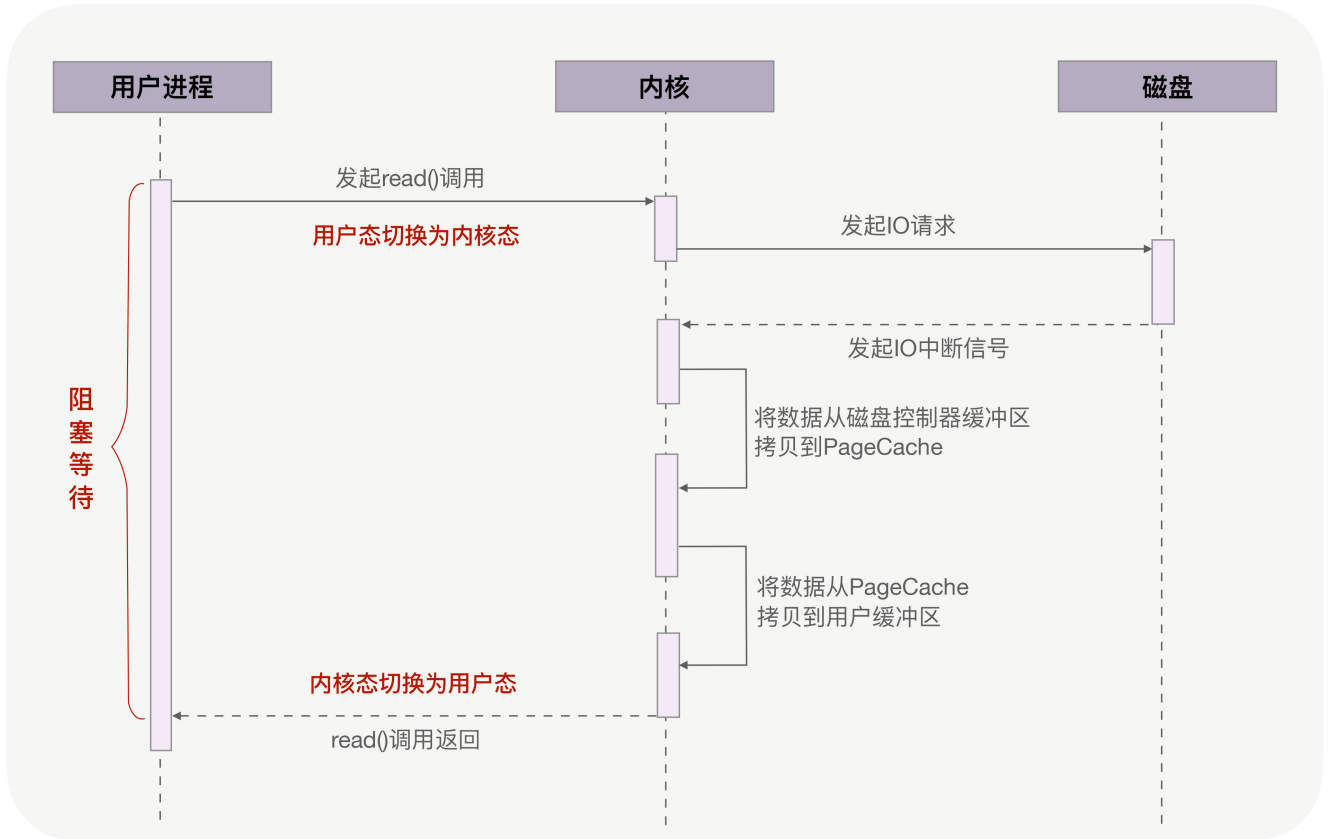 用户进程
内核
磁盘
发起read()调用
用户态切换为内核态
发起IO请求
发起IO中断信号
阻塞等待
将数据从磁盘控制器缓冲区
拷贝到PageCache
将数据从PageCache
拷贝到用户缓冲区
内核态切换为用户态
read()调用返回